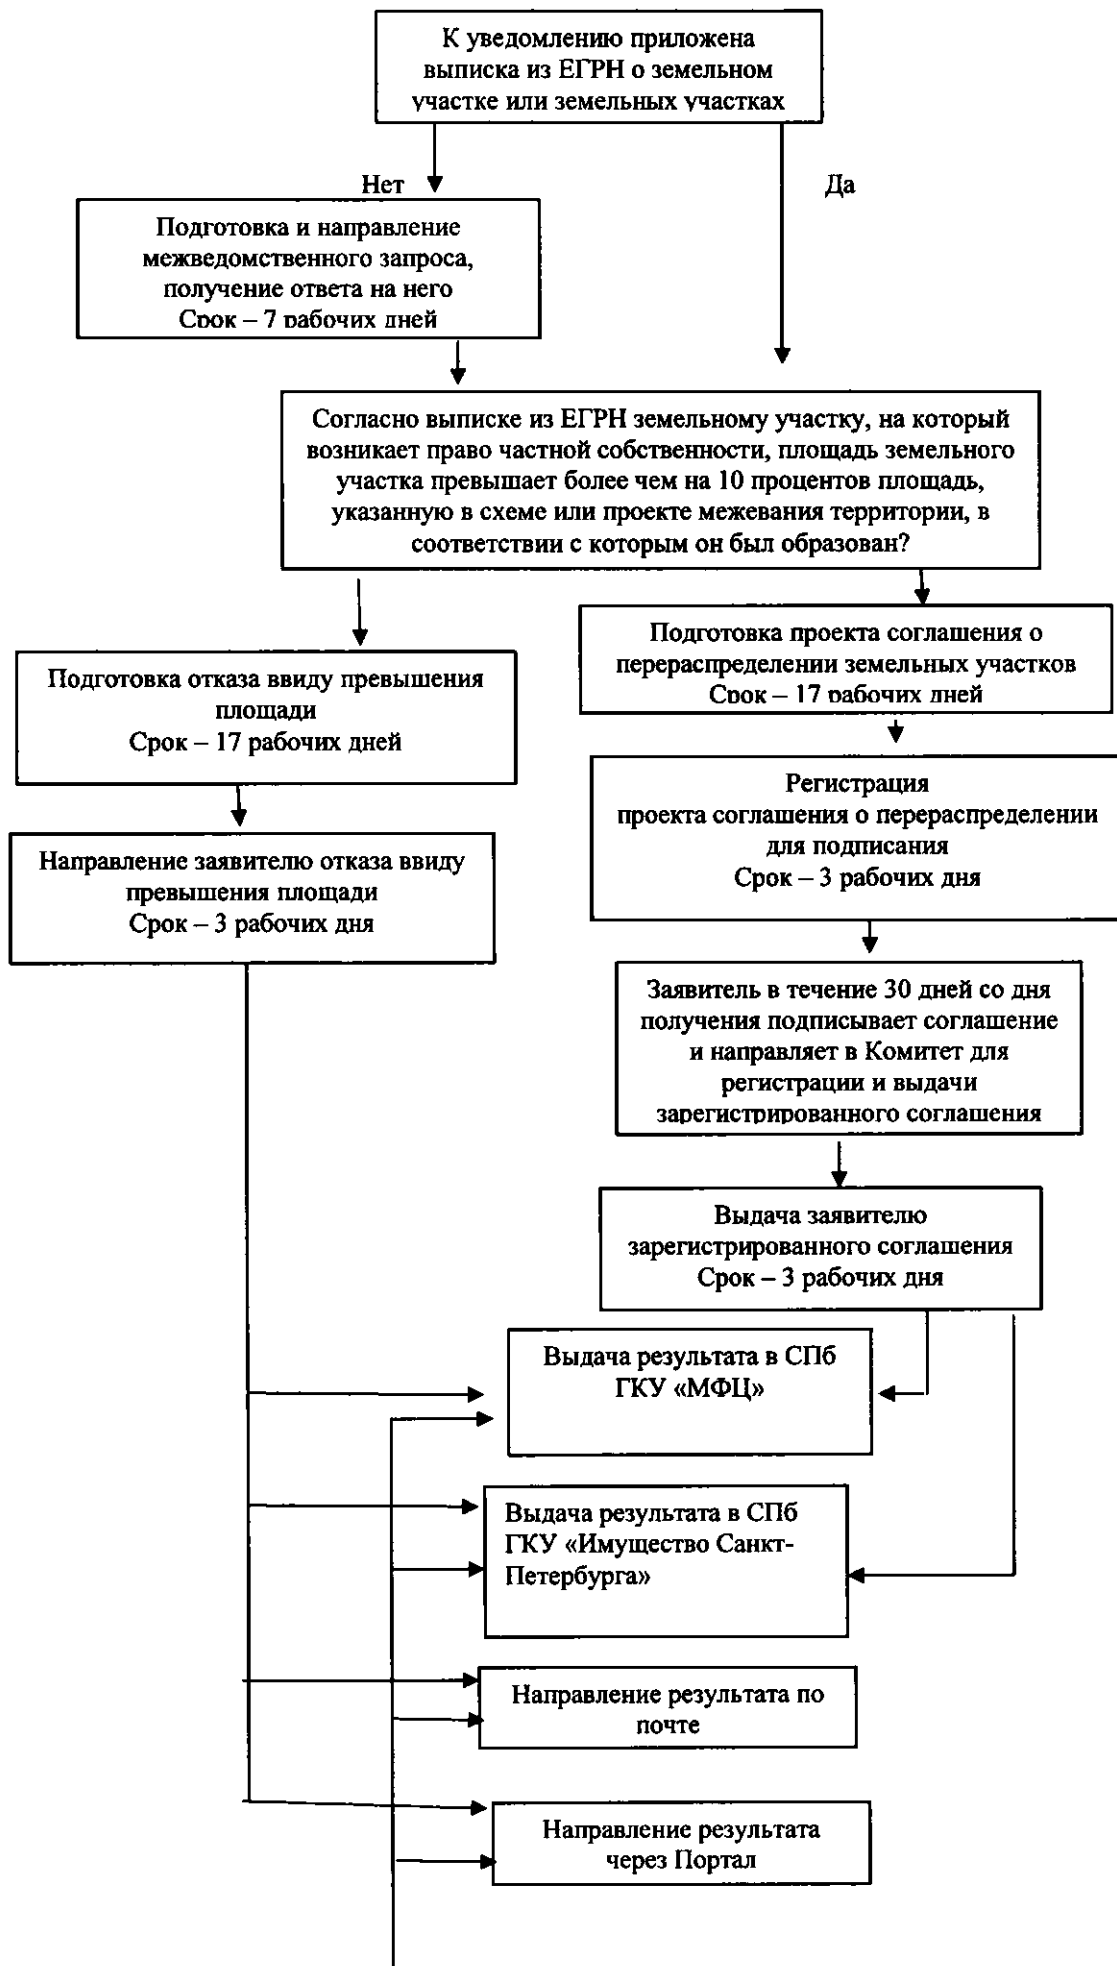 К уведомлению приложена
выписка из ЕГРН о земельном
участке или земельных участках
Нет
Да
Подготовка и направление
межведомственного запроса,
получение ответа на него
Срок – 7 рабочих дней
Согласно выписке из ЕГРН земельному участку, на который
возникает право частной собственности, площадь земельного
участка превышает более чем на 10 процентов площадь,
указанную в схеме или проекте межевания территории, в
соответствии с которым он был образован?
Подготовка отказа ввиду превышения
площади
Срок – 17 рабочих дней
Подготовка проекта соглашения о
перераспределении земельных участков
Срок – 17 рабочих дней
Направление заявителю отказа ввиду
превышения площади
Срок – 3 рабочих дня
Регистрация
проекта соглашения о перераспределении
для подписания
Срок – 3 рабочих дня
Заявитель в течение 30 дней со дня
получения подписывает соглашение
и направляет в Комитет для
регистрации и выдачи
зарегистрированного соглашения
Выдача заявителю
зарегистрированного соглашения
Срок – 3 рабочих дня
Выдача результата в СПб
ГКУ «МФЦ»
Выдача результата в СПб
ГКУ «Имущество Санкт-
Петербурга»
Направление результата по
почте
Направление результата
через Портал